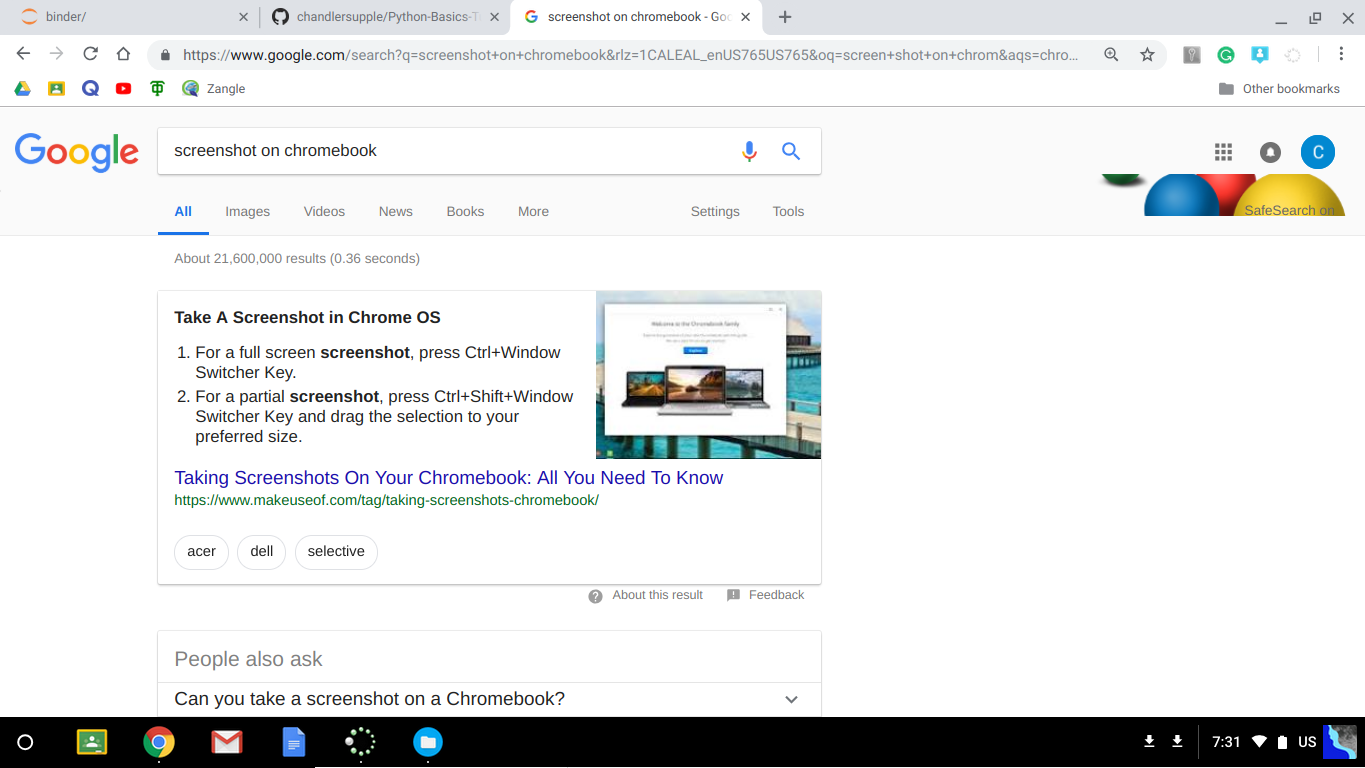 binder/
chandlersupple/Python-Basics-T
screenshot on chromebook - Goo
https://www.google.com/search?q=screenshot+on+chromebook&rlz=1CALEAL_enUS765US765&oq=screen+shot+on+chrom&aqs=chro...
Zangle
Other bookmarks
Google
screenshot on chromebook
C
All Images Videos News Books More Settings Tools
SafeSearch on
About 21,600,000 results (0.36 seconds)
Take A Screenshot in Chrome OS
1. For a full screen screenshot, press Ctrl+Window
Switcher Key.
2. For a partial screenshot, press Ctrl+Shift+Window
Switcher Key and drag the selection to your
preferred size.
Welcome to the Chromebook family
Taking Screenshots On Your Chromebook: All You Need To Know
https://www.makeuseof.com/tag/taking-screenshots-chromebook/
acer dell selective
About this result Feedback
People also ask
Can you take a screenshot on a Chromebook?
7:31 US